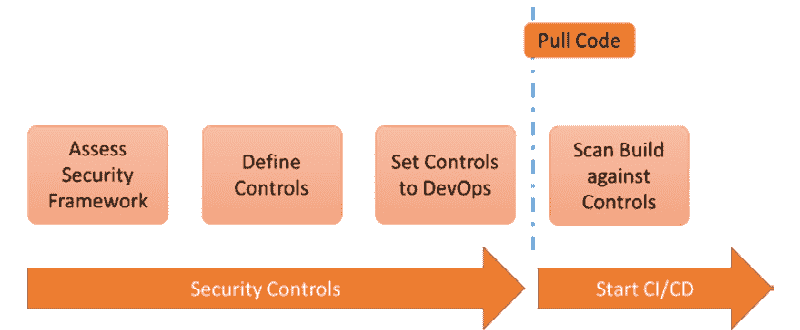 Pull Code
Assess
Security
Framework
Define
Controls
Set Controls
to DevOps
Scan Build
against
Controls
Security Controls
Start CI/CD